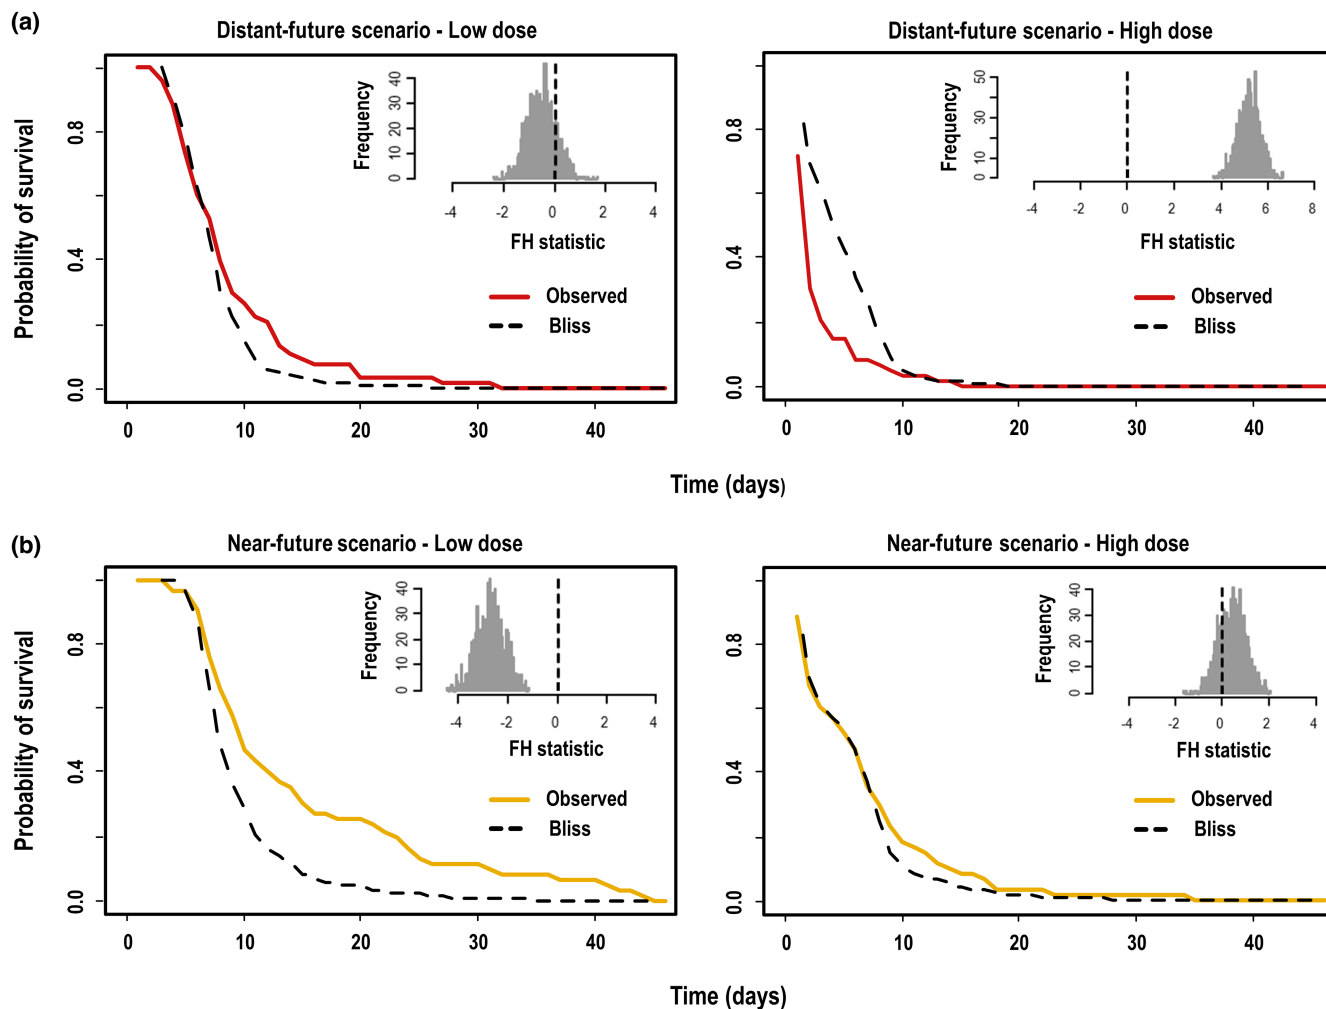 (a)
Distant-future scenario - Low dose
Probability of survival
0.8
0.4
0.0
0 10 20 30 40
Frequency
40
30
20
10
0
-4 -2 0 2 4
FH statistic
Observed
Bliss
Distant-future scenario - High dose
0.8
0.4
0.0
0 10 20 30 40
Frequency
50
30
10
0
-4 -2 0 2 4 6 8
FH statistic
Observed
Bliss
Time (days)
(b)
Near-future scenario - Low dose
Probability of survival
0.8
0.4
0.0
0 10 20 30 40
Frequency
40
30
20
10
0
-4 -2 0 2 4
FH statistic
Observed
Bliss
Near-future scenario - High dose
0.8
0.4
0.0
0 10 20 30 40
Frequency
40
30
20
10
0
-4 -2 0 2 4
FH statistic
Observed
Bliss
Time (days)